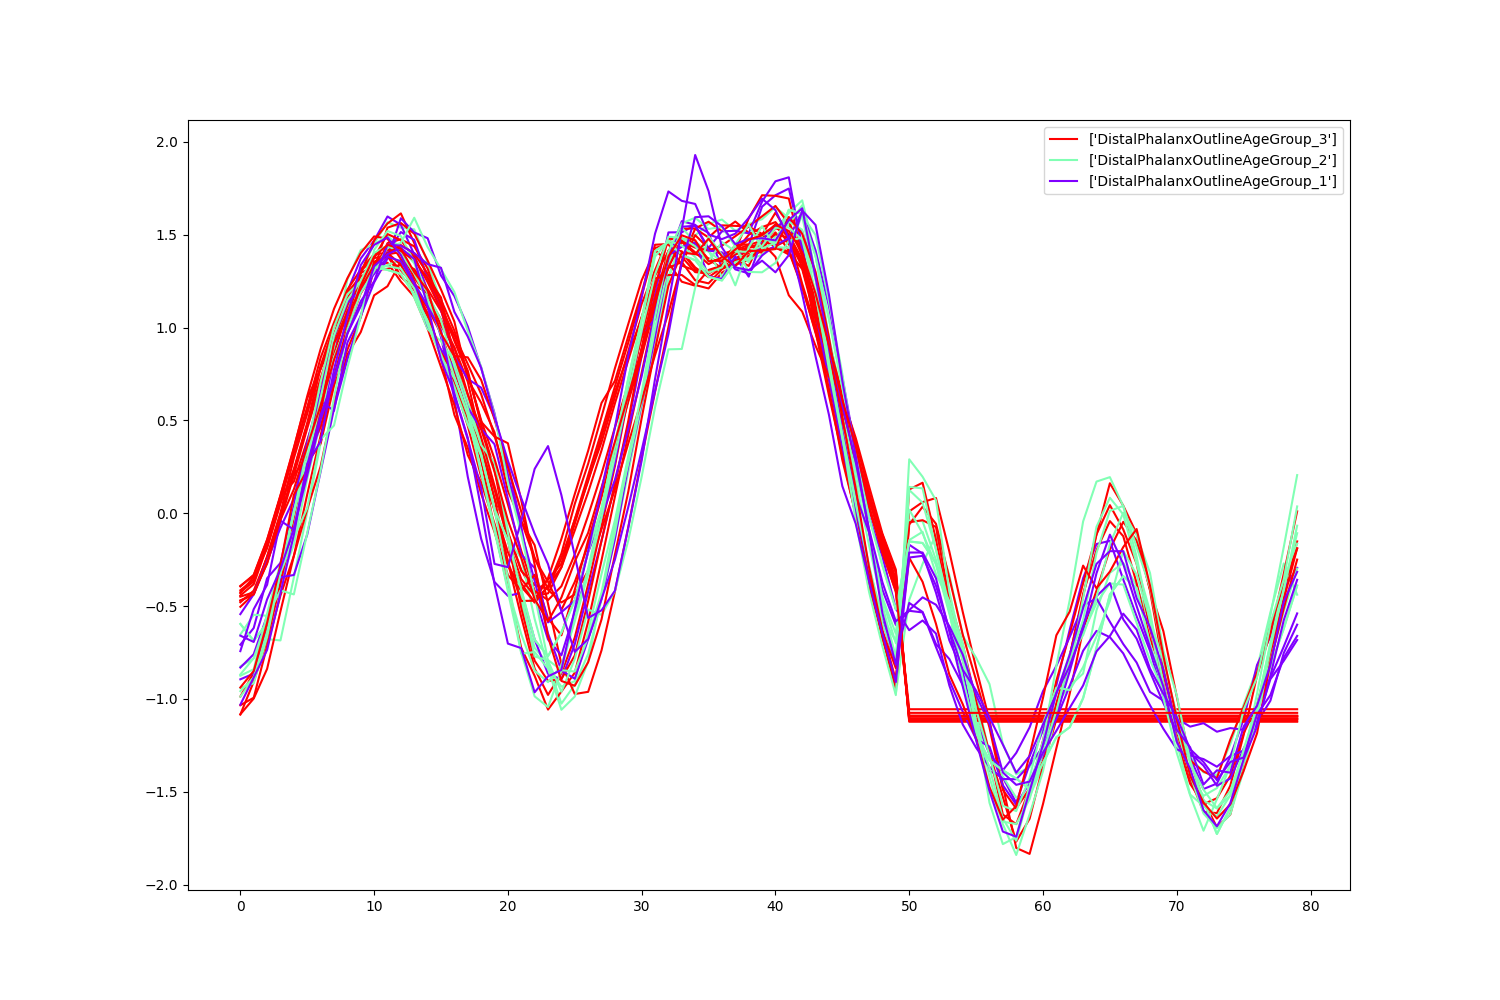 2.0
1.5
1.0
0.5
0.0
−0.5
−1.0
−1.5
−2.0
0 10 20 30 40 50 60 70 80
['DistalPhalanxOutlineAgeGroup_3']
['DistalPhalanxOutlineAgeGroup_2']
['DistalPhalanxOutlineAgeGroup_1']